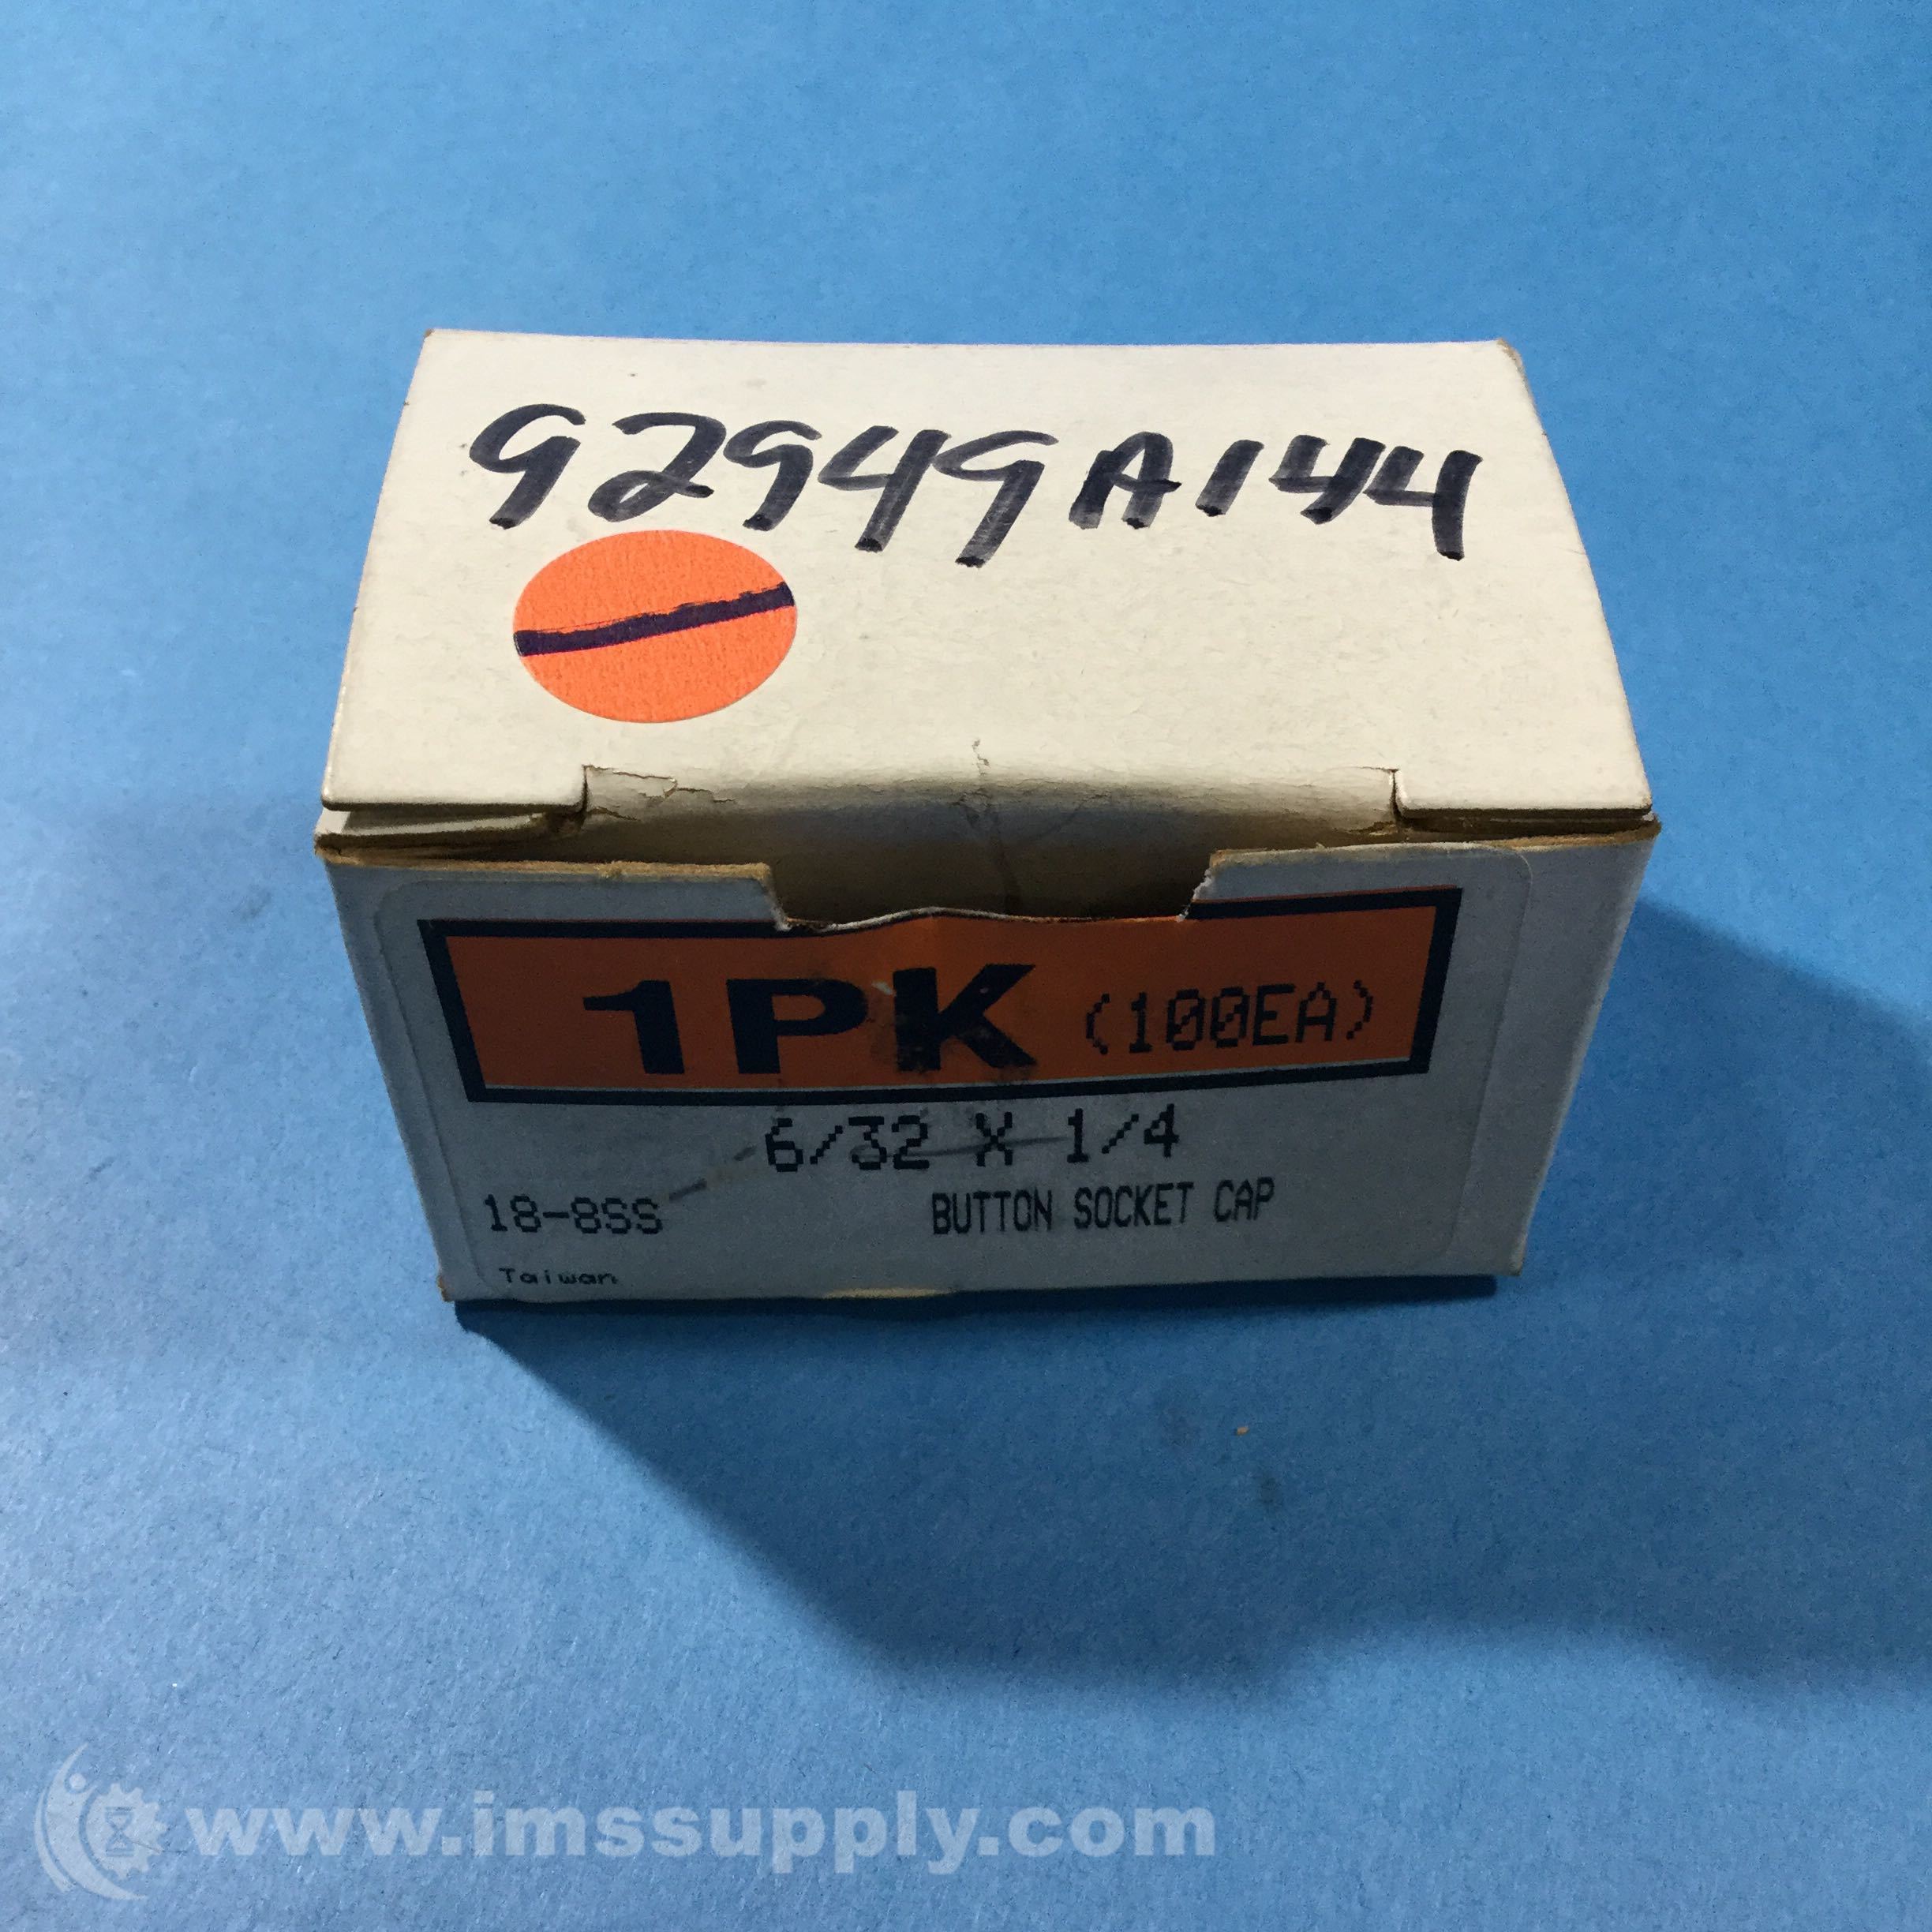 92949A144
1PK (100EA)
6/32 X 1/4
18-8SS BUTTON SOCKET CAP
Taiwan
www.imssupply.com